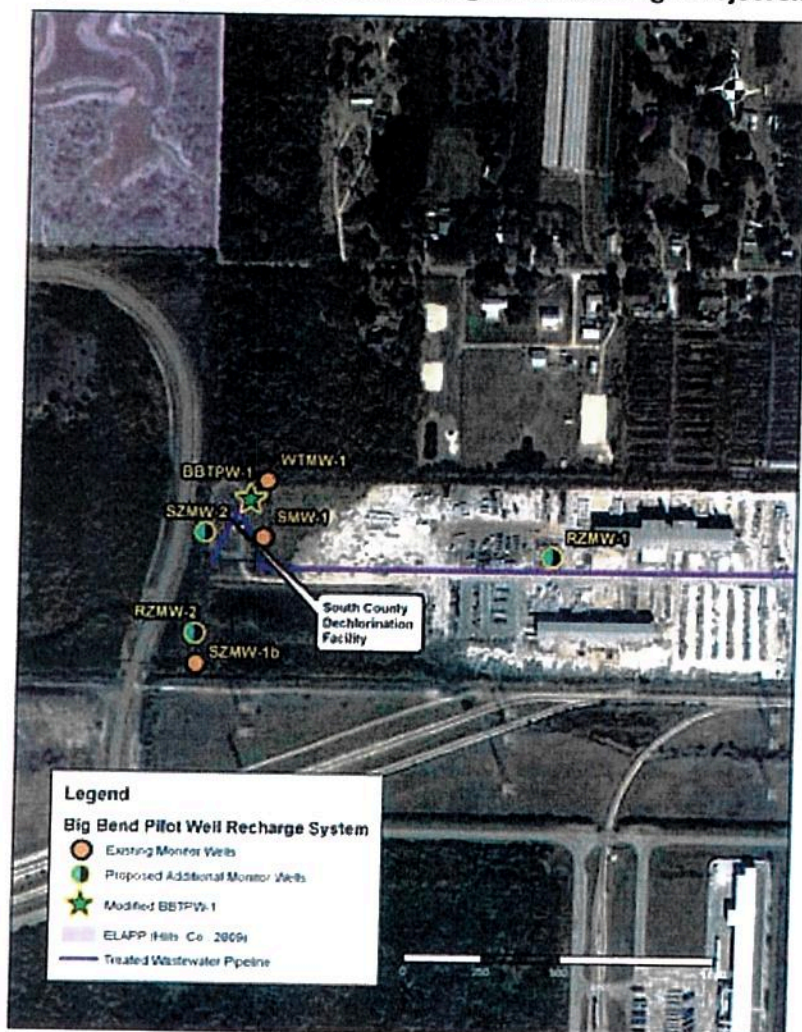 WTMW-1
BBTPW-1
SZMW-2
SMW-1
RZMW-1
South County
Dechlorination
Facility
RZMW-2
SZMW-1b
Legend
Big Bend Pilot Well Recharge System
Existing Monitor Wells
Proposed Additional Monitor Wells
Modified BBTPW-1
ELAPP (Hills. Co., 2009)
Treated Wastewater Pipeline
0
250